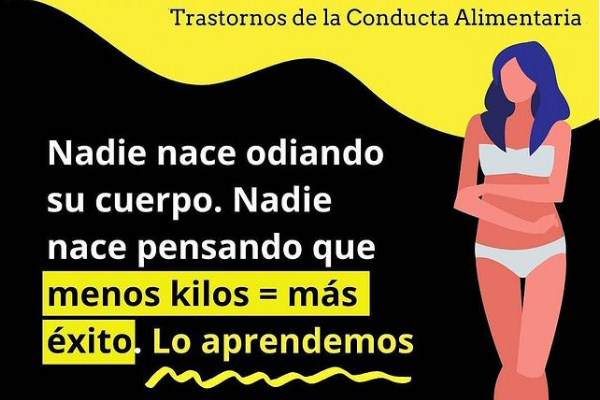 Trastornos de la Conducta Alimentaria
Nadie nace odiando
su cuerpo. Nadie
nace pensando que
menos kilos = más
éxito. Lo aprendemos